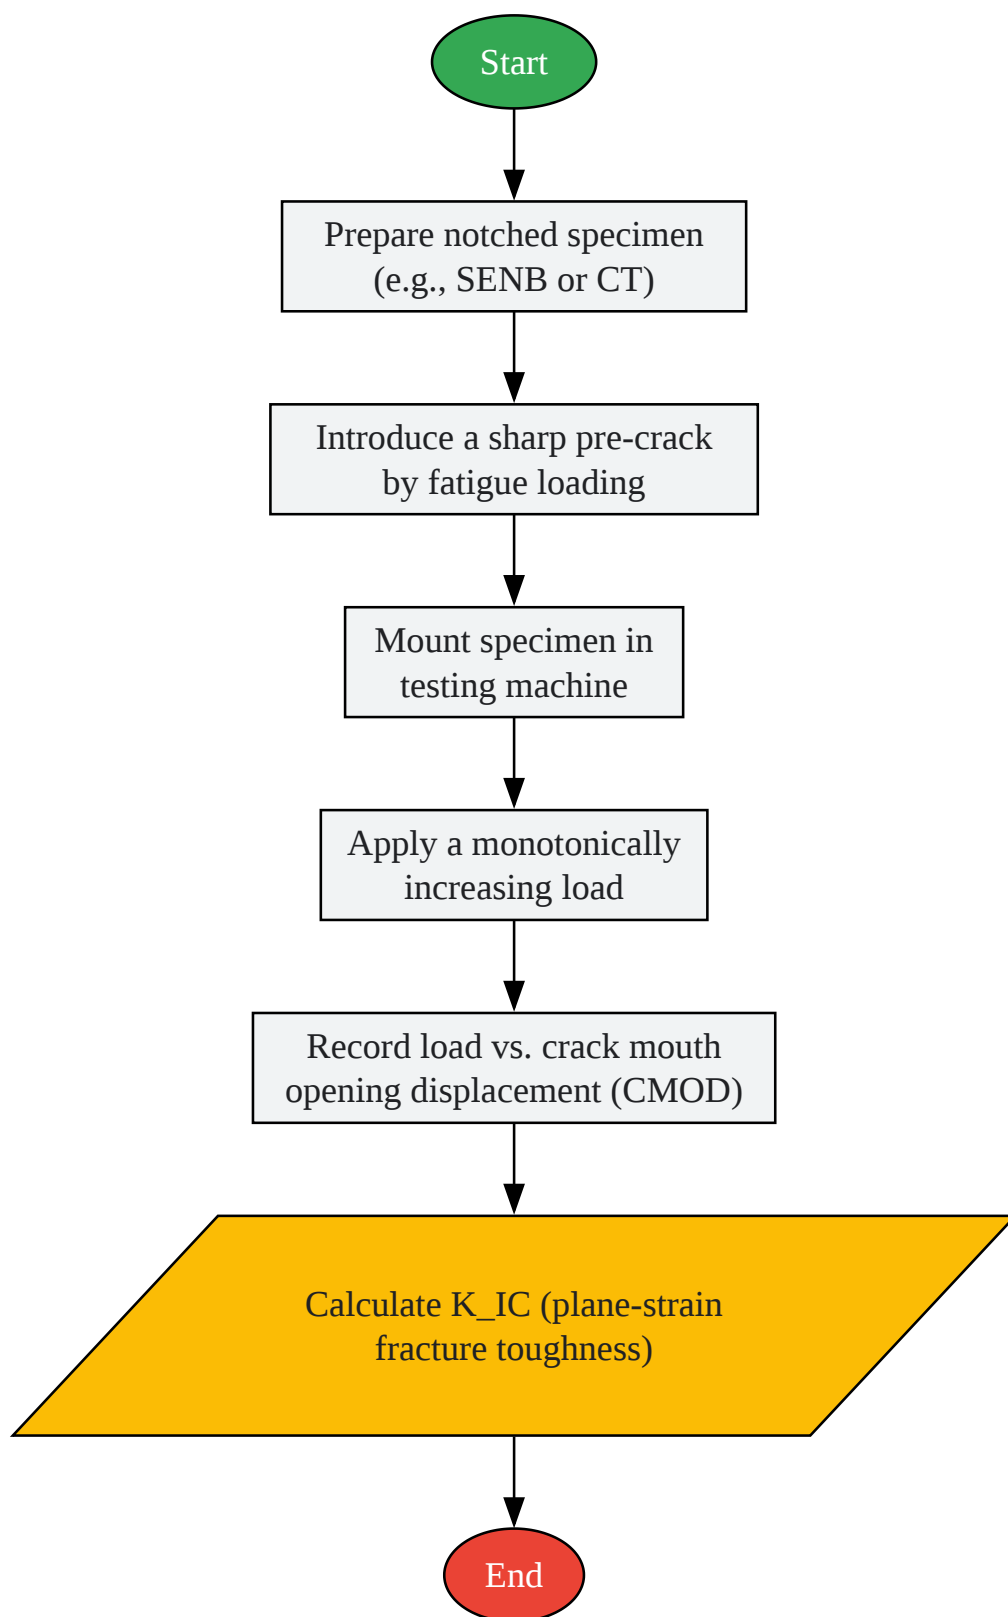 Start
Prepare notched specimen
(e.g., SENB or CT)
Introduce a sharp pre-crack
by fatigue loading
Mount specimen in
testing machine
Apply a monotonically
increasing load
Record load vs. crack mouth
opening displacement (CMOD)
Calculate K_IC (plane-strain
fracture toughness)
End